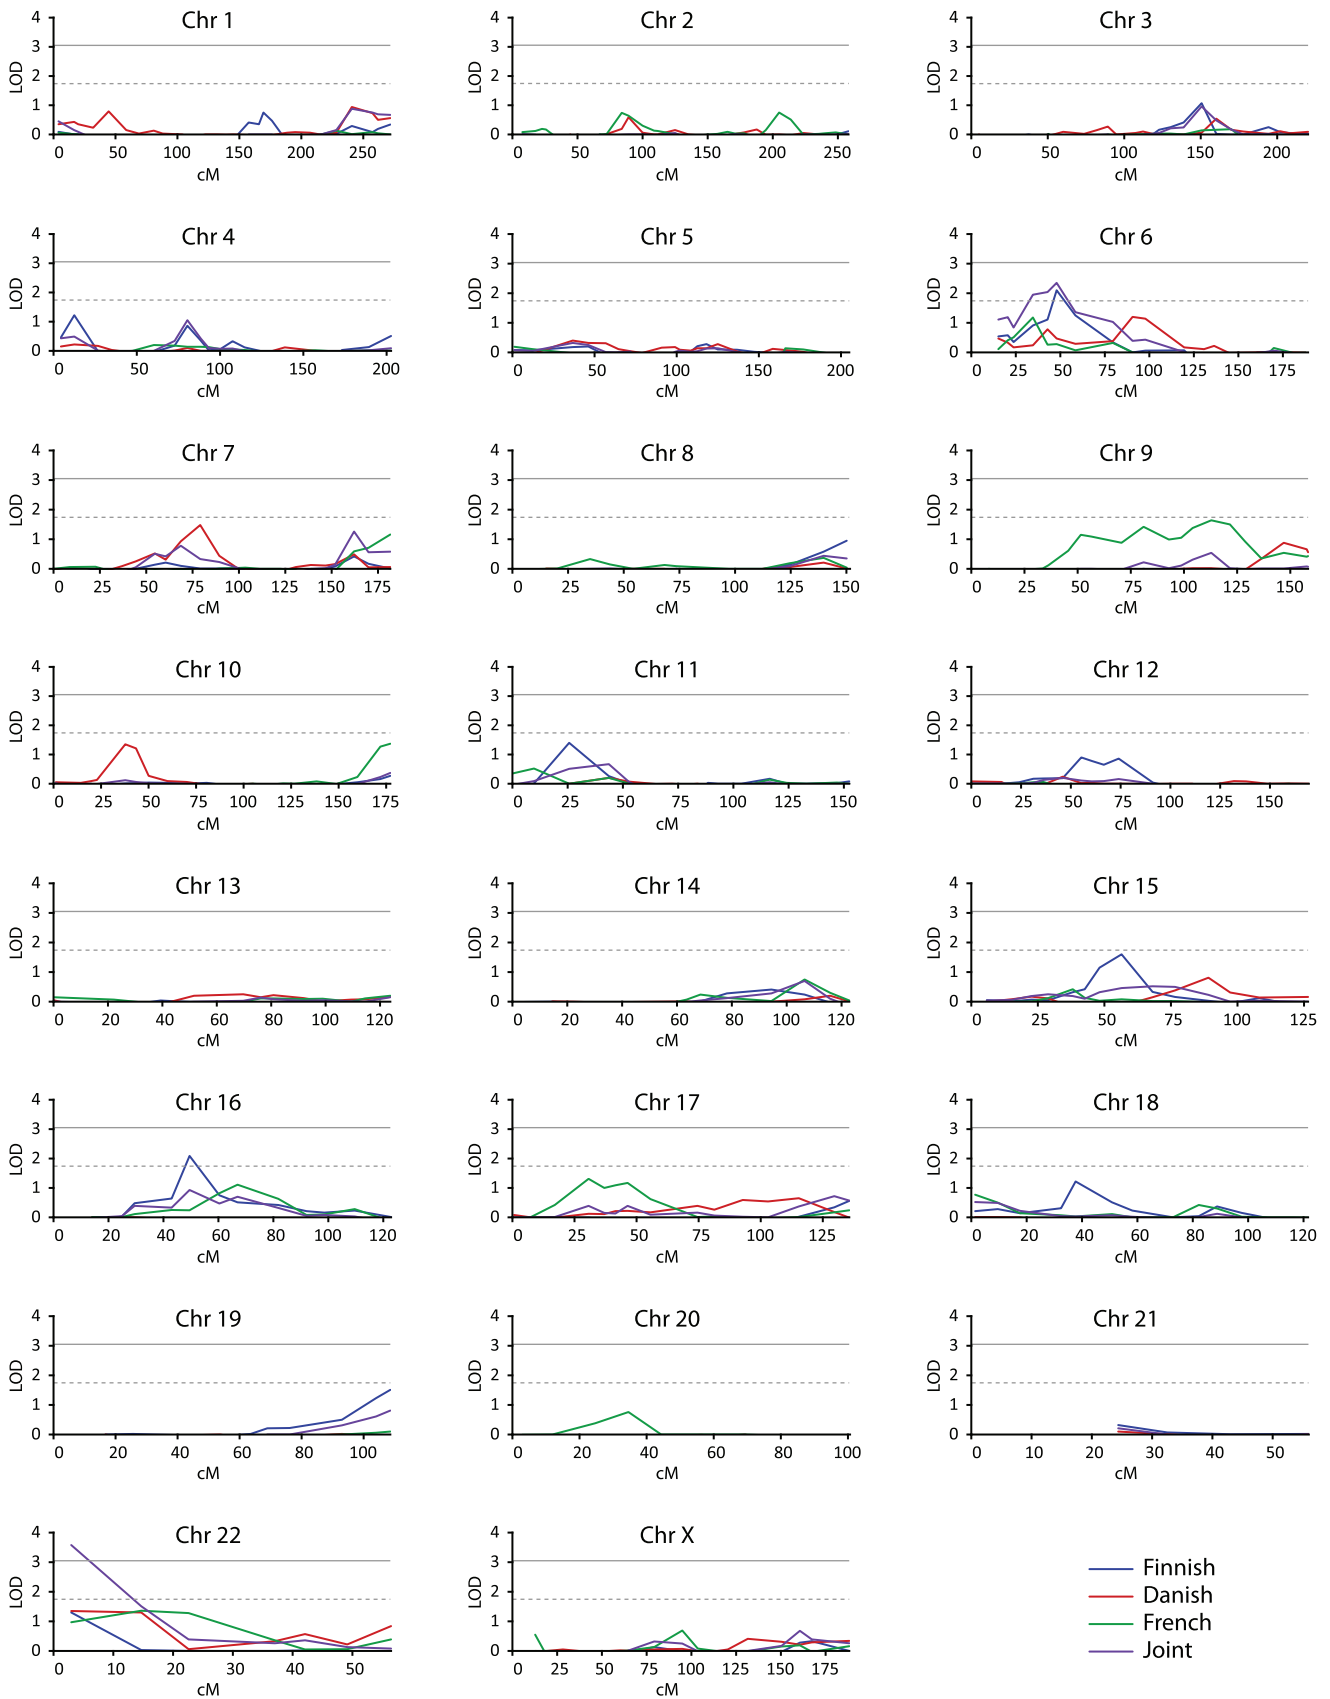 Chr 1
4
3
2
1
0
LOD
0 50 100 150 200 250
cM
Chr 2
4
3
2
1
0
LOD
0 50 100 150 200 250
cM
Chr 3
4
3
2
1
0
LOD
0 50 100 150 200
cM
Chr 4
4
3
2
1
0
LOD
0 50 100 150 200
cM
Chr 5
4
3
2
1
0
LOD
0 50 100 150 200
cM
Chr 6
4
3
2
1
0
LOD
0 25 50 75 100 125 150 175
cM
Chr 7
4
3
2
1
0
LOD
0 25 50 75 100 125 150 175
cM
Chr 8
4
3
2
1
0
LOD
0 25 50 75 100 125 150
cM
Chr 9
4
3
2
1
0
LOD
0 25 50 75 100 125 150
cM
Chr 10
4
3
2
1
0
LOD
0 25 50 75 100 125 150 175
cM
Chr 11
4
3
2
1
0
LOD
0 25 50 75 100 125 150
cM
Chr 12
4
3
2
1
0
LOD
0 25 50 75 100 125 150
cM
Chr 13
4
3
2
1
0
LOD
0 20 40 60 80 100 120
cM
Chr 14
4
3
2
1
0
LOD
0 20 40 60 80 100 120
cM
Chr 15
4
3
2
1
0
LOD
0 25 50 75 100 125
cM
Chr 16
4
3
2
1
0
LOD
0 20 40 60 80 100 120
cM
Chr 17
4
3
2
1
0
LOD
0 25 50 75 100 125
cM
Chr 18
4
3
2
1
0
LOD
0 20 40 60 80 100 120
cM
Chr 19
4
3
2
1
0
LOD
0 20 40 60 80 100
cM
Chr 20
4
3
2
1
0
LOD
0 20 40 60 80 100
cM
Chr 21
4
3
2
1
0
LOD
0 10 20 30 40 50
cM
Chr 22
4
3
2
1
0
LOD
0 10 20 30 40 50
cM
Chr X
4
3
2
1
0
LOD
0 25 50 75 100 125 150 175
cM
Finnish
Danish
French
Joint